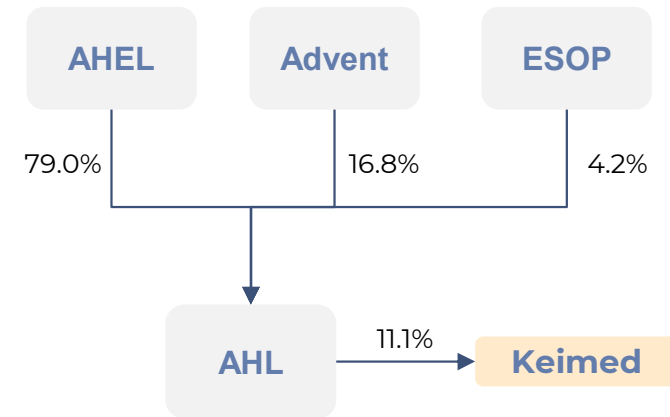 AHEL
Advent
ESOP
79.0%
16.8%
4.2%
11.1%
AHL
Keimed